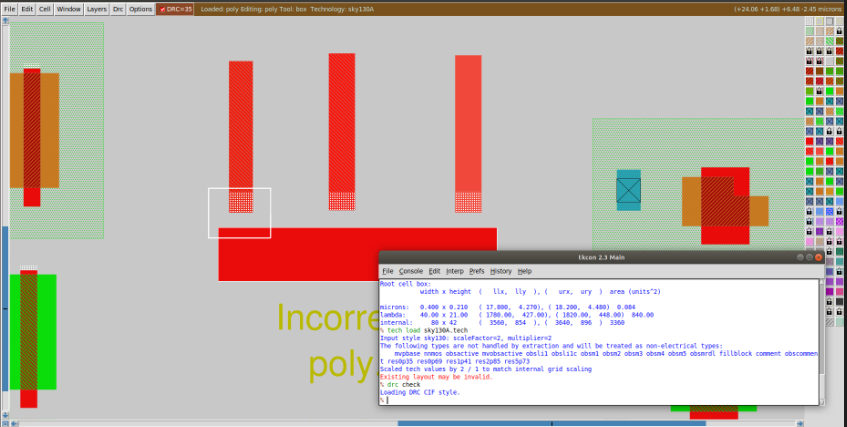 File Edit Cell Window Layers Drc Options DRC=35 Loaded: poly Editing: poly Tool: box Technology: sky130A (+24.06 +1.68) +6.48 -2.45 microns
Incorre
poly
tkcon 2.3 Main
File Console Edit Interp Prefs History Help
Root cell box:
width x height ( llx, lly ), ( urx, ury ) area (units^2)
microns: 0.400 x 0.210 ( 17.800, 4.270), ( 18.200, 4.480) 0.084
lambda: 40.00 x 21.00 ( 1780.00, 427.00), ( 1820.00, 448.00) 840.00
internal: 80 x 42 ( 3560, 854 ), ( 3640, 896 ) 3360
% tech load sky130A.tech
Input style sky130: scaleFactor=2, multiplier=2
The following types are not handled by extraction and will be treated as non-electrical types:
mvpbase nnmos obsactive mvobsactive obsli1 obsli1c obsm1 obsm2 obsm3 obsm4 obsm5 obsmrdl fillblock comment obscommen
t res0p35 res0p69 res1p41 res2p85 res5p73
Scaled tech values by 2 / 1 to match internal grid scaling
Existing layout may be invalid.
% drc check
Loading DRC CIF style.
%